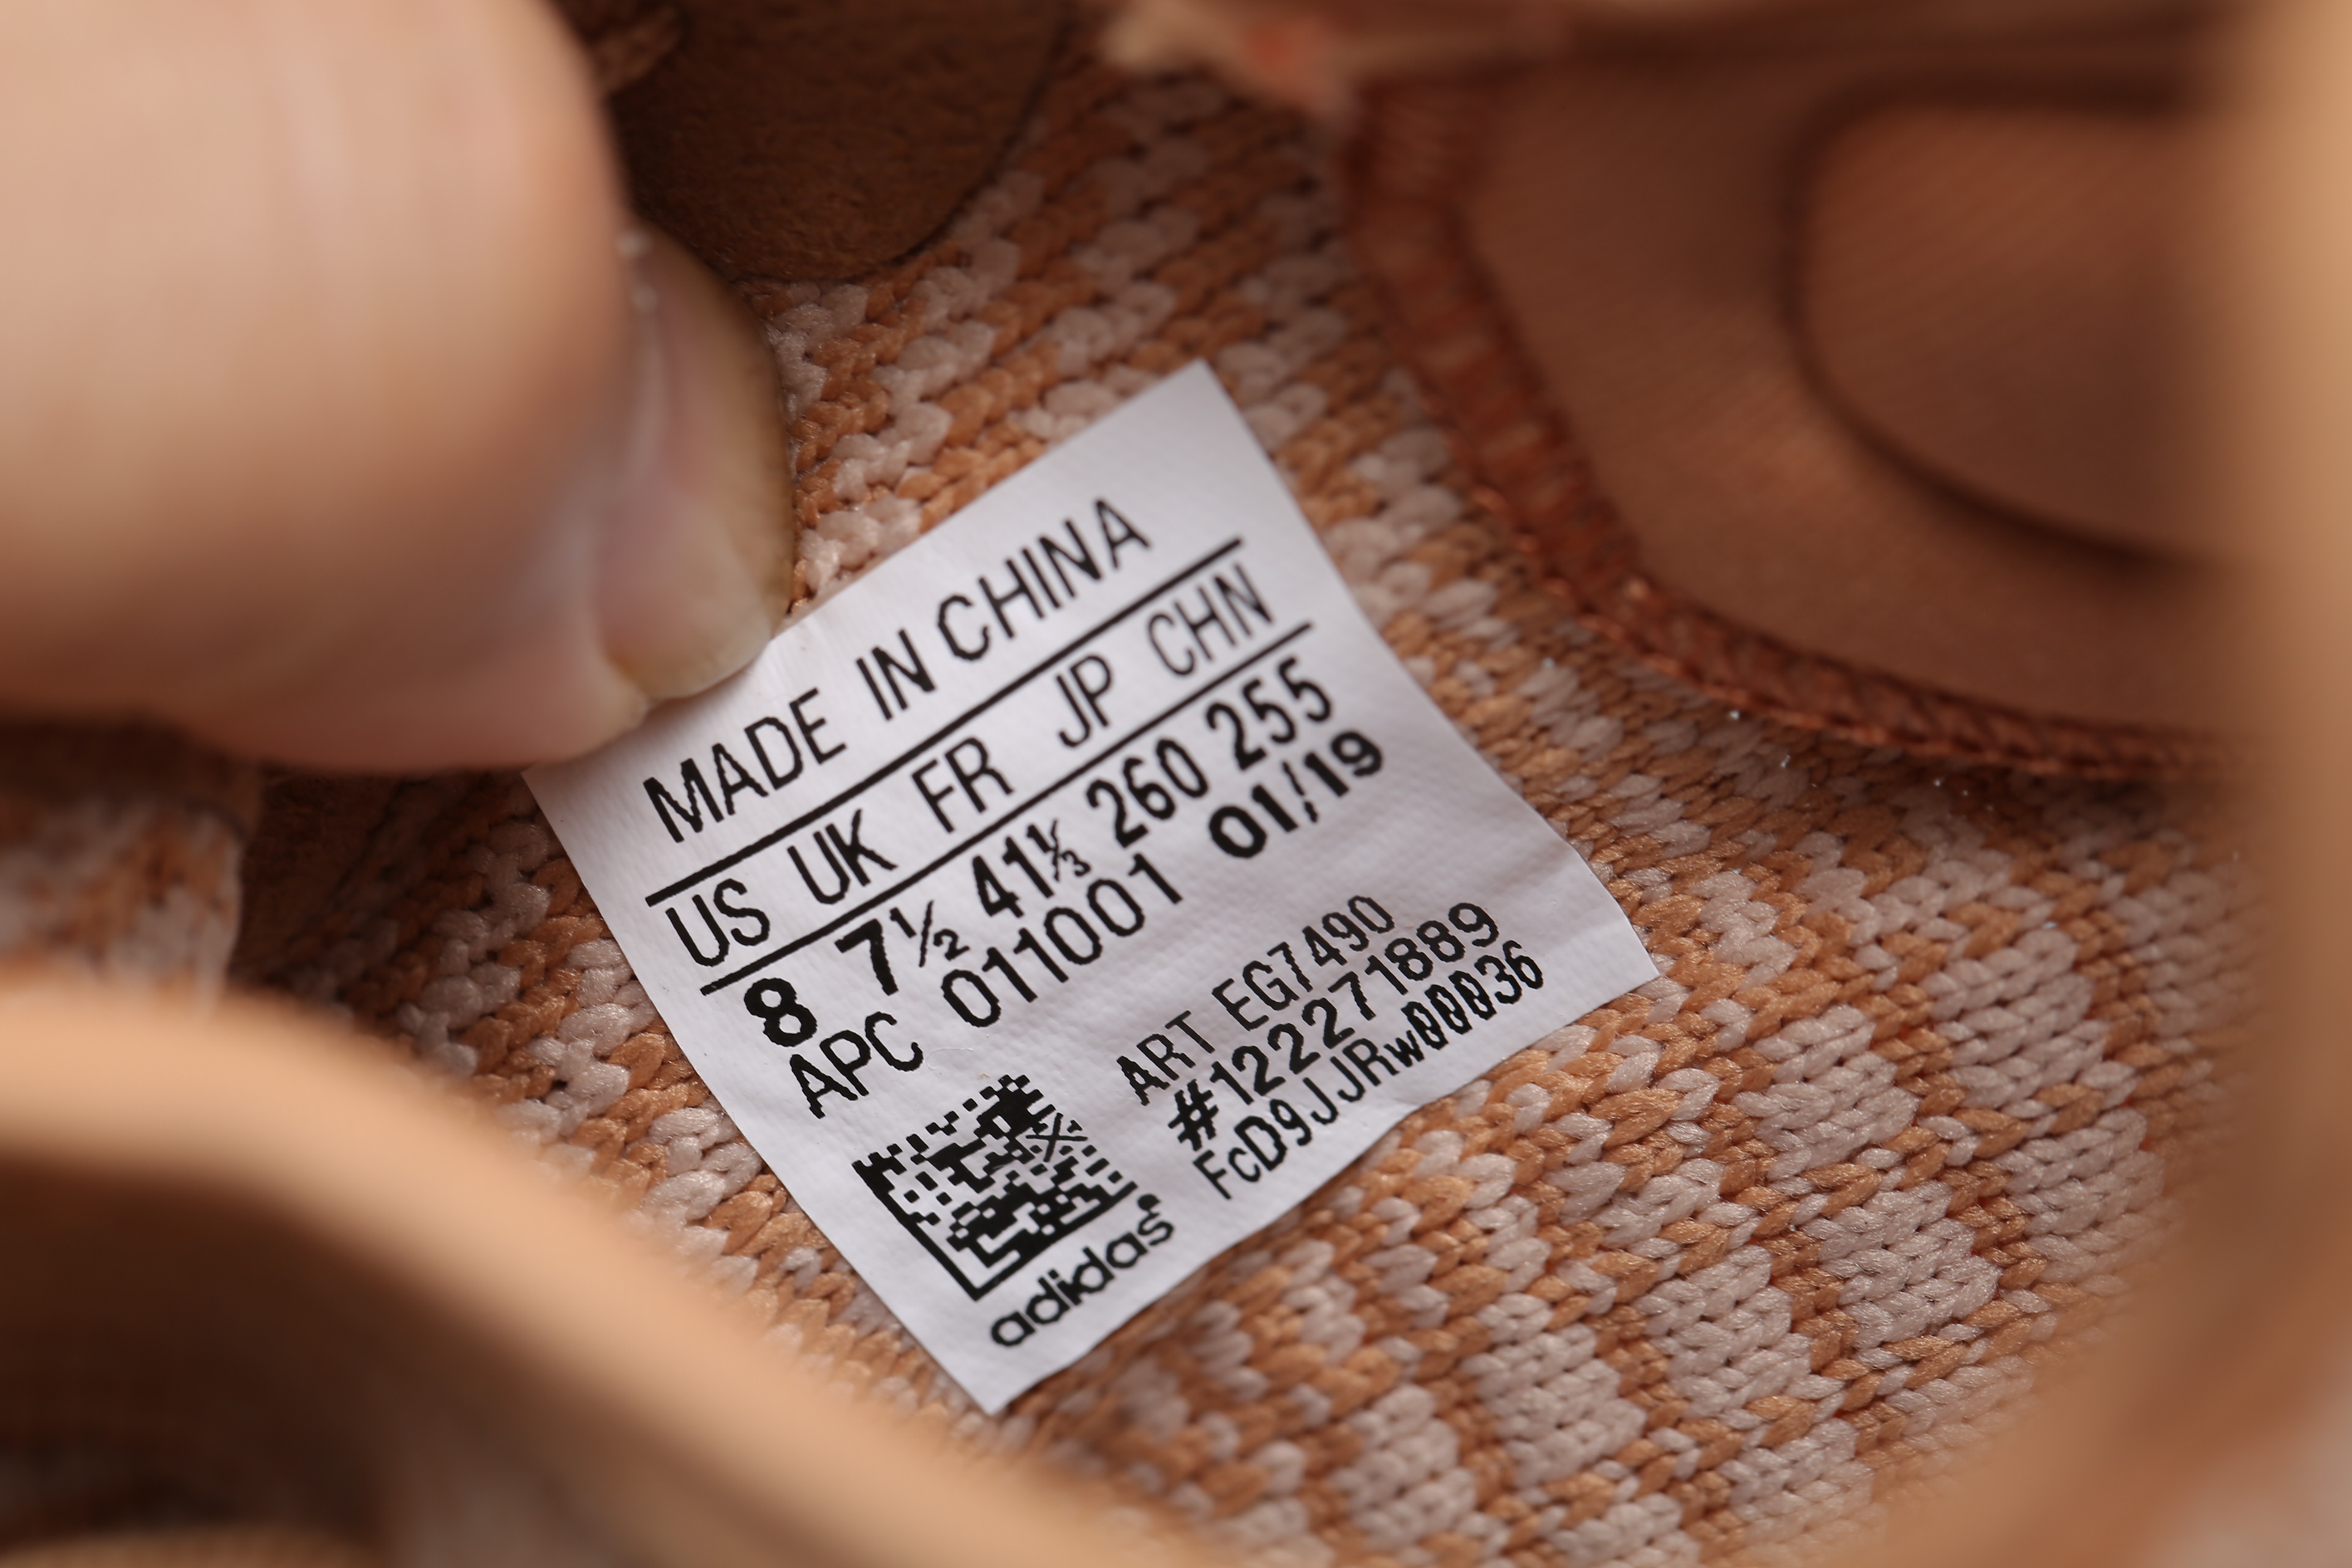 MADE IN CHINA
US UK FR JP CHN
8 7½ 41⅓ 260 255
APC 011001 01/19
ART EG7490
#122271889
FcD9JJRw00036
adidas®